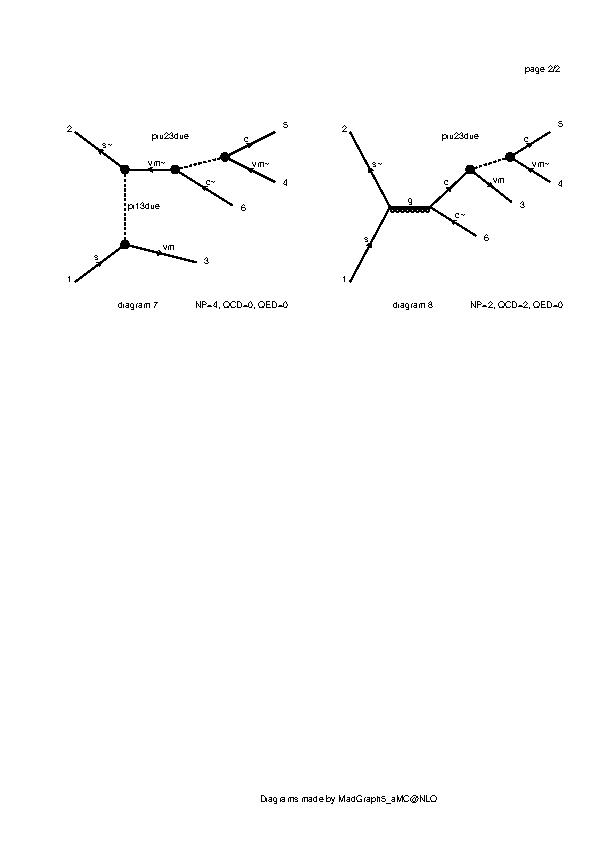 page 2/2
2
s~
piu23due
c
5
vm~
c~
vm~
4
pi13due
6
s
vm
3
1
diagram 7
NP=4, QCD=0, QED=0
2
s~
piu23due
c
5
vm~
c
vm
4
g
3
s
c~
6
1
diagram 8
NP=2, QCD=2, QED=0
Diagrams made by MadGraph5_aMC@NLO